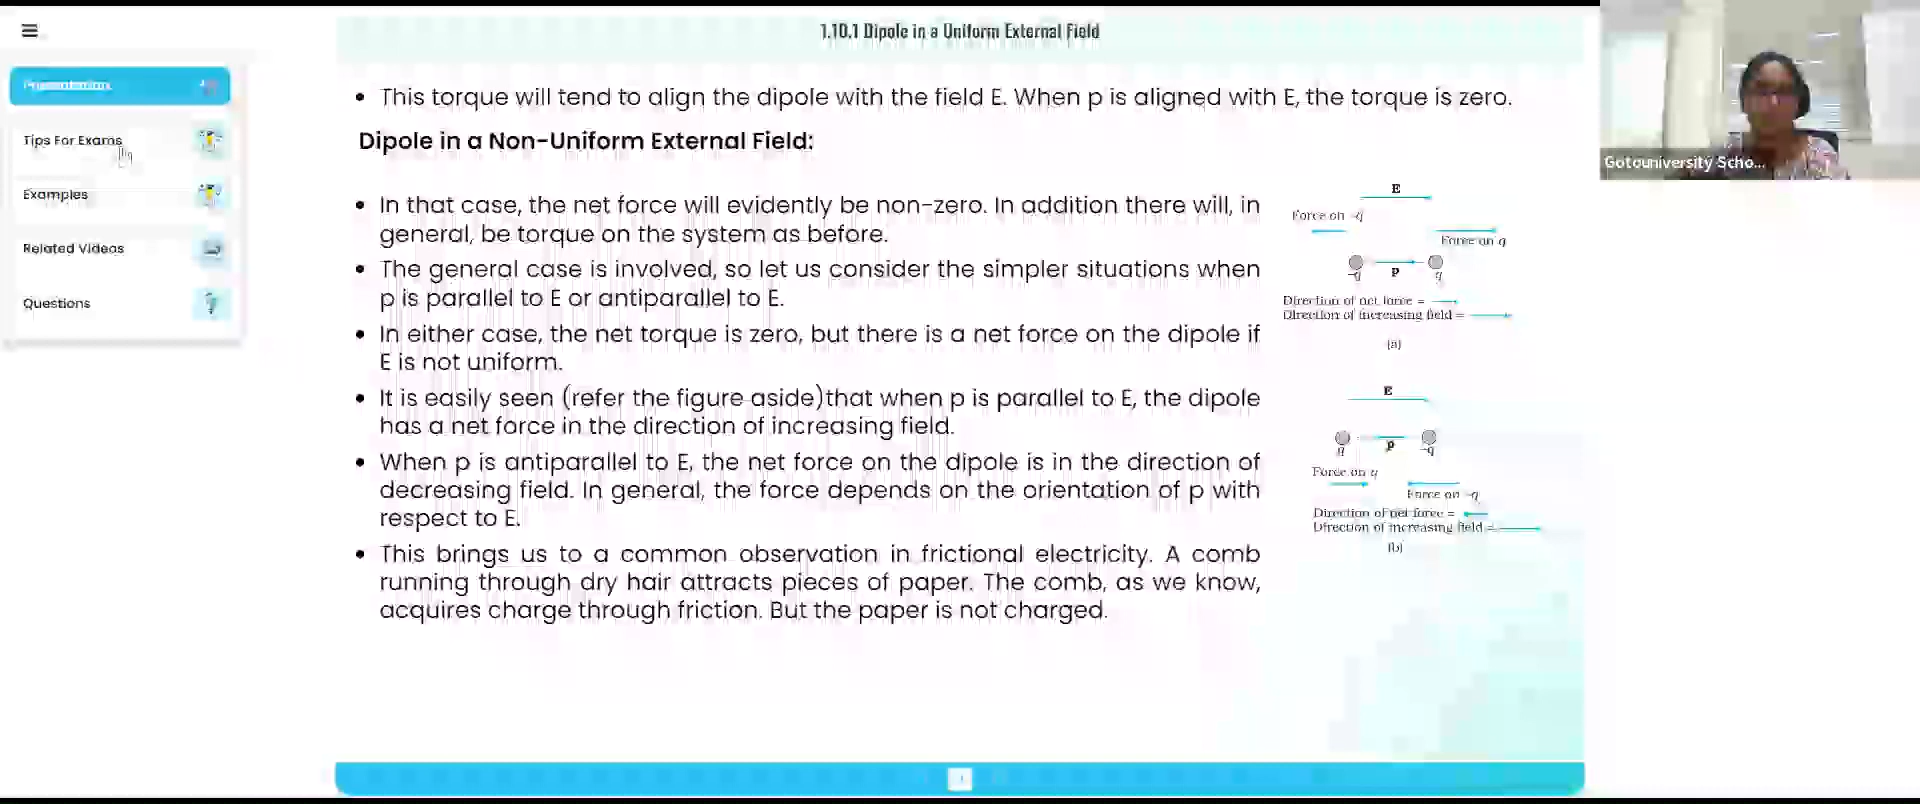 1.10.1 Dipole in a Uniform External Field
Presentation
Tips For Exams
Examples
Related Videos
Questions
• This torque will tend to align the dipole with the field E. When p is aligned with E, the torque is zero.
Dipole in a Non-Uniform External Field:
• In that case, the net force will evidently be non-zero. In addition there will, in
general, be torque on the system as before.
• The general case is involved, so let us consider the simpler situations when
p is parallel to E or antiparallel to E.
• In either case, the net torque is zero, but there is a net force on the dipole if
E is not uniform.
• It is easily seen (refer the figure aside)that when p is parallel to E, the dipole
has a net force in the direction of increasing field.
• When p is antiparallel to E, the net force on the dipole is in the direction of
decreasing field. In general, the force depends on the orientation of p with
respect to E.
• This brings us to a common observation in frictional electricity. A comb
running through dry hair attracts pieces of paper. The comb, as we know,
acquires charge through friction. But the paper is not charged.
E
Force on -q
Force on q
-q p q
Direction of net force =
Direction of increasing field =
(a)
E
q p -q
Force on q
Force on -q
Direction of net force =
Direction of increasing field =
(b)
Gotouniversity Scho...